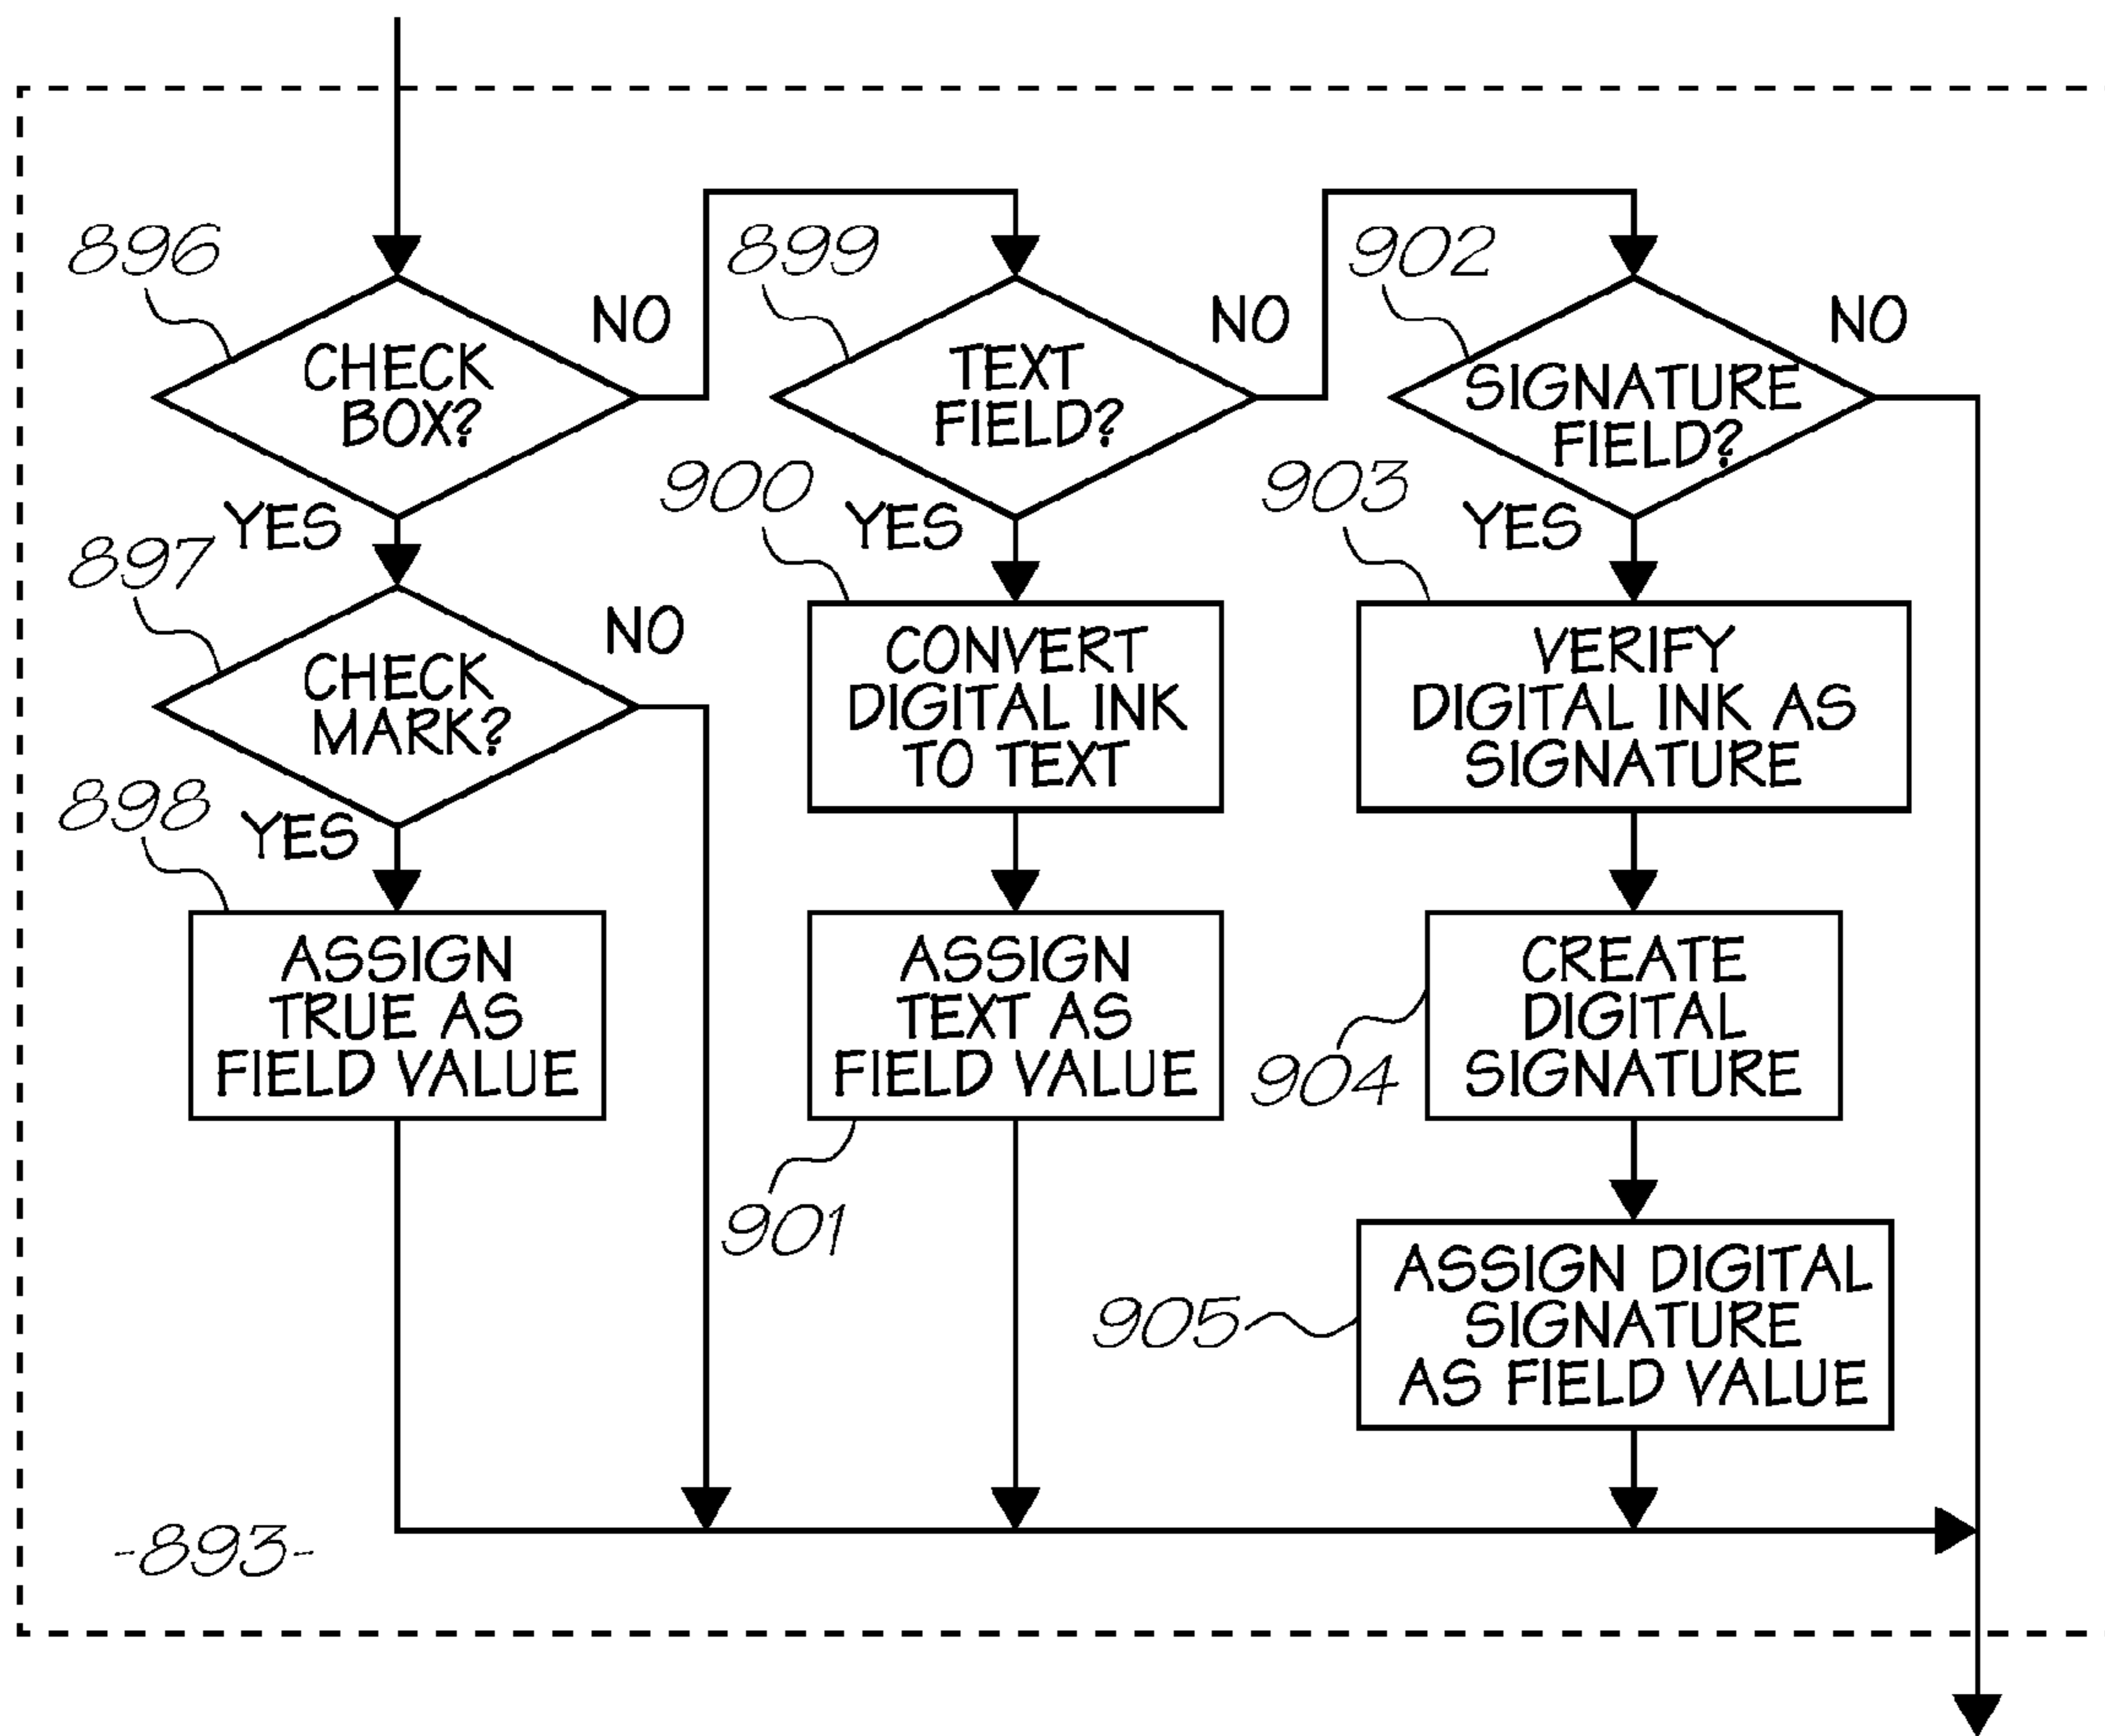 896
CHECK
BOX?
NO
YES
897
CHECK
MARK?
NO
YES
898
ASSIGN
TRUE AS
FIELD VALUE
899
TEXT
FIELD?
NO
YES
900
CONVERT
DIGITAL INK
TO TEXT
ASSIGN
TEXT AS
FIELD VALUE
901
902
SIGNATURE
FIELD?
NO
YES
903
VERIFY
DIGITAL INK AS
SIGNATURE
CREATE
DIGITAL
SIGNATURE
904
ASSIGN DIGITAL
SIGNATURE
AS FIELD VALUE
905
-893-